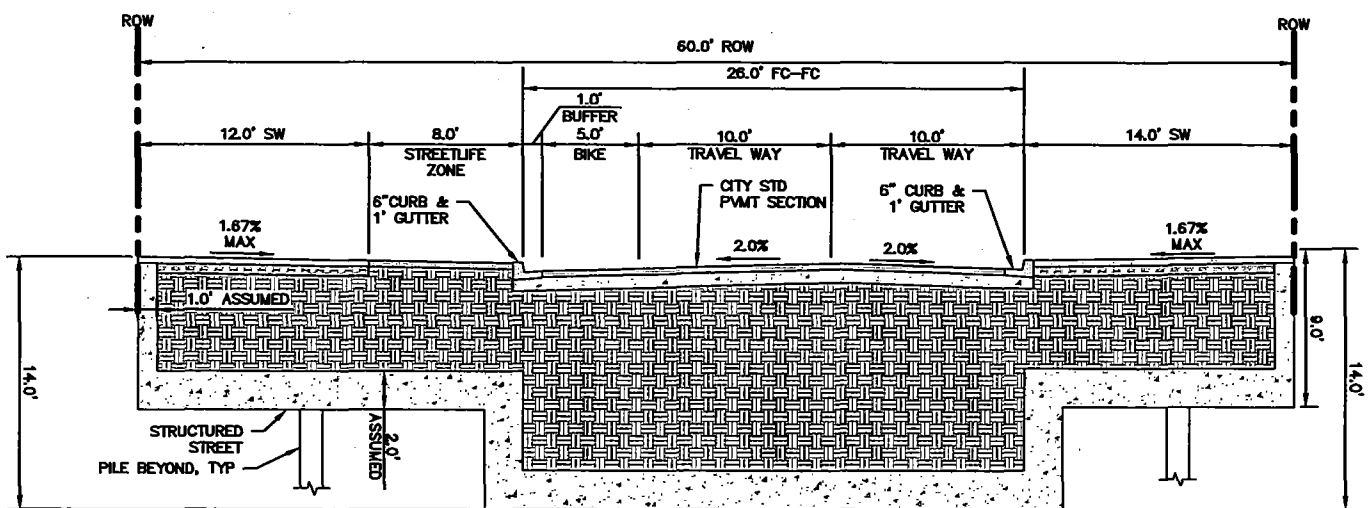 ROW
ROW
60.0' ROW
26.0' FC-FC
1.0'
BUFFER
12.0' SW
8.0'
STREETLIFE
ZONE
5.0'
BIKE
10.0'
TRAVEL WAY
10.0'
TRAVEL WAY
14.0' SW
6" CURB &
1' GUTTER
CITY STD
PVMT SECTION
6" CURB &
1' GUTTER
1.67%
MAX
2.0%
2.0%
1.67%
MAX
1.0' ASSUMED
14.0'
9.0'
14.0'
STRUCTURED
STREET
PILE BEYOND, TYP
2.0'
ASSUMED